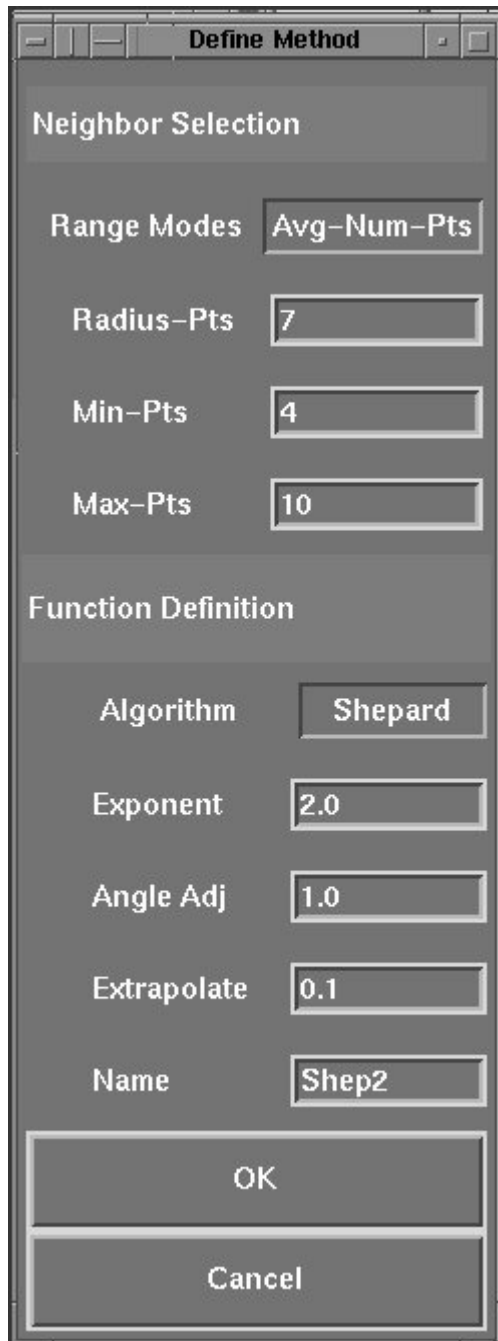 Define Method
Neighbor Selection
Range Modes Avg-Num-Pts
Radius-Pts 7
Min-Pts 4
Max-Pts 10
Function Definition
Algorithm Shepard
Exponent 2.0
Angle Adj 1.0
Extrapolate 0.1
Name Shep2
OK
Cancel